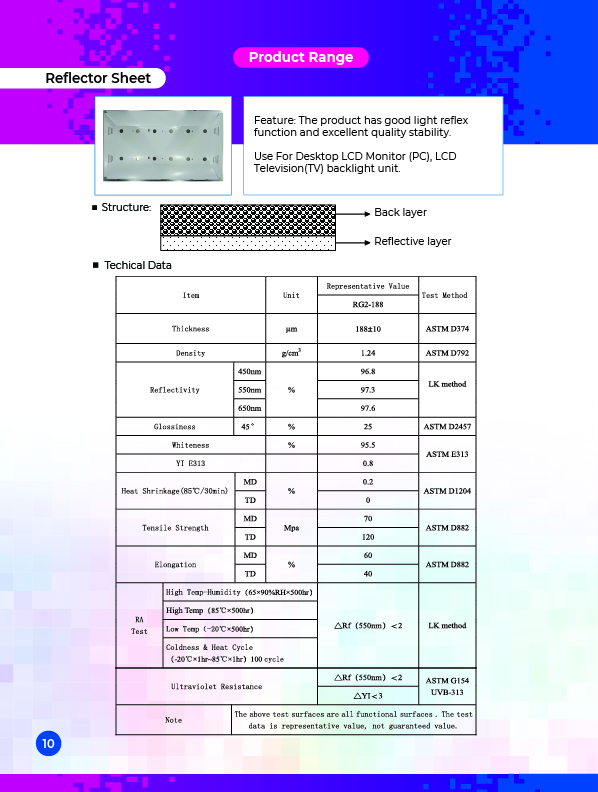 Product Range
Reflector Sheet
Feature: The product has good light reflex
function and excellent quality stability.
Use For Desktop LCD Monitor (PC), LCD
Television(TV) backlight unit.
■ Structure:
Back layer
Reflective layer
■ Techical Data
Item Unit Representative Value Test Method
RG2-188
Thickness μm 188±10 ASTM D374
Density g/cm³ 1.24 ASTM D792
Reflectivity 450nm % 96.8 LK method
550nm 97.3
650nm 97.6
Glossiness 45° % 25 ASTM D2457
Whiteness % 95.5 ASTM E313
YI E313 0.8
Heat Shrinkage(85℃/30min) MD % 0.2 ASTM D1204
TD 0
Tensile Strength MD Mpa 70 ASTM D882
TD 120
Elongation MD % 60 ASTM D882
TD 40
RA
Test
High Temp-Humidity (65×90%RH×500hr)
High Temp (85℃×500hr)
Low Temp (-20℃×500hr)
Coldness & Heat Cycle
(-20℃×1hr~85℃×1hr) 100 cycle
△Rf (550nm) <2 LK method
Ultraviolet Resistance △Rf (550nm) <2 ASTM G154
△YI<3 UVB-313
Note The above test surfaces are all functional surfaces. The test
data is representative value, not guaranteed value.
10